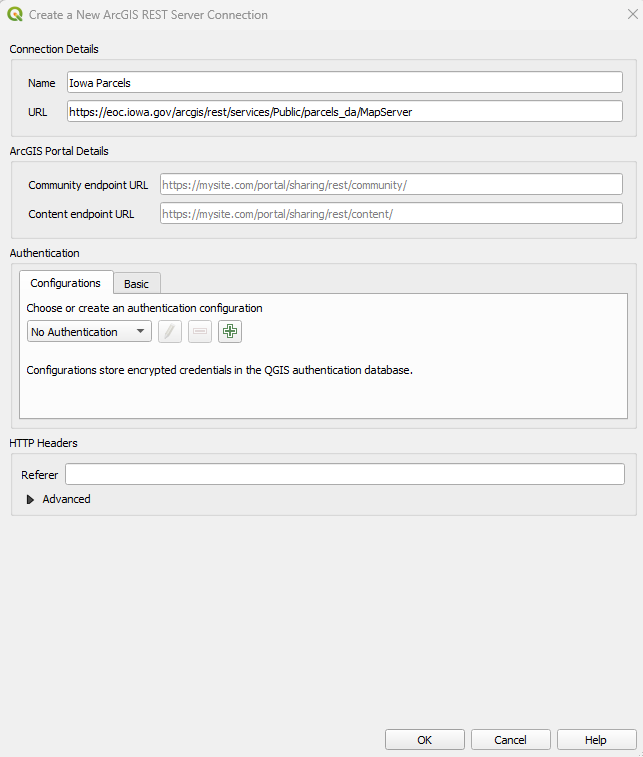 Create a New ArcGIS REST Server Connection
Connection Details
Name Iowa Parcels
URL https://eoc.iowa.gov/arcgis/rest/services/Public/parcels_da/MapServer
ArcGIS Portal Details
Community endpoint URL https://mysite.com/portal/sharing/rest/community/
Content endpoint URL https://mysite.com/portal/sharing/rest/content/
Authentication
Configurations Basic
Choose or create an authentication configuration
No Authentication
Configurations store encrypted credentials in the QGIS authentication database.
HTTP Headers
Referer
Advanced
OK Cancel Help